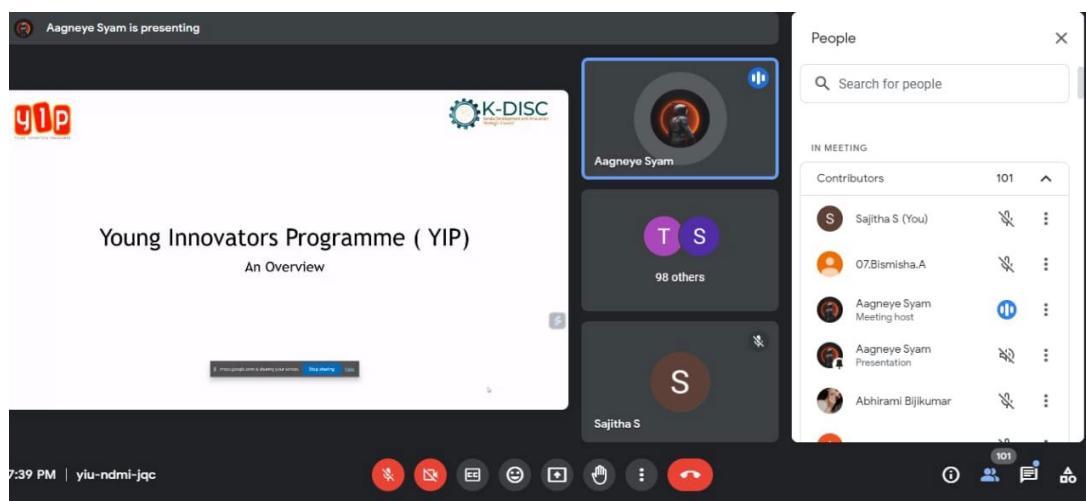 Aagneye Syam is presenting
People
Search for people
yip
K-DISC
Young Innovators Programme ( YIP)
An Overview
Stop sharing
Aagneye Syam
T S
98 others
S
Sajitha S
IN MEETING
Contributors 101
S Sajitha S (You)
07.Bismisha.A
Aagneye Syam
Meeting host
Aagneye Syam
Presentation
Abhirami Bijikumar
7:39 PM | yiu-ndmi-jqc
101